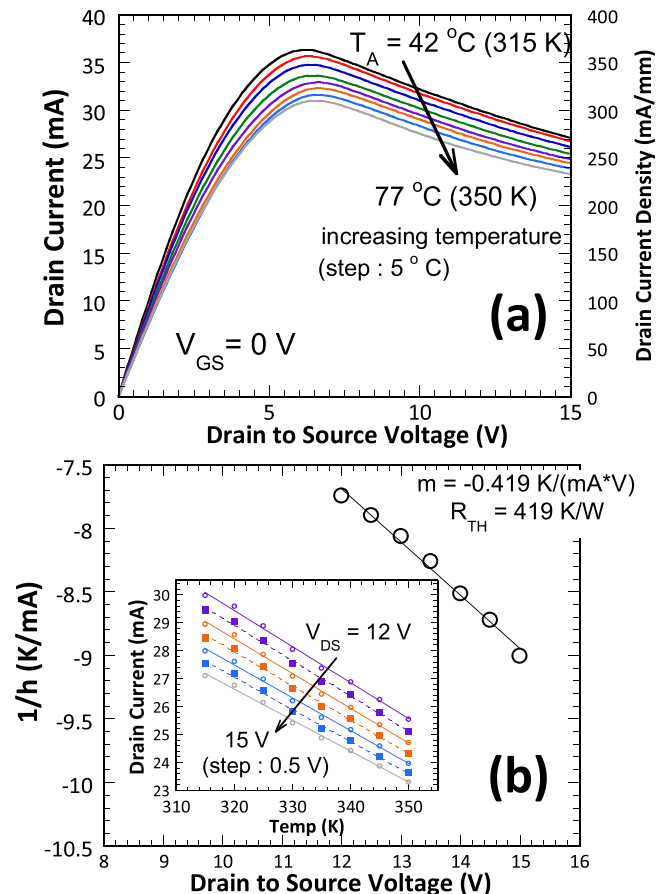 40
35
30
25
20
15
10
5
0
Drain Current (mA)
T_A = 42 °C (315 K)
77 °C (350 K)
increasing temperature
(step : 5 ° C)
(a)
V_GS = 0 V
400
350
300
250
200
150
100
50
0
Drain Current Density (mA/mm)
0 5 10 15
Drain to Source Voltage (V)
-7.5
-8
-8.5
-9
-9.5
-10
-10.5
1/h (K/mA)
m = -0.419 K/(mA*V)
R_TH = 419 K/W
30
29
28
27
26
25
24
23
Drain Current (mA)
V_DS = 12 V
15 V
(step : 0.5 V)
310 320 330 340 350
Temp (K)
(b)
8 9 10 11 12 13 14 15 16
Drain to Source Voltage (V)